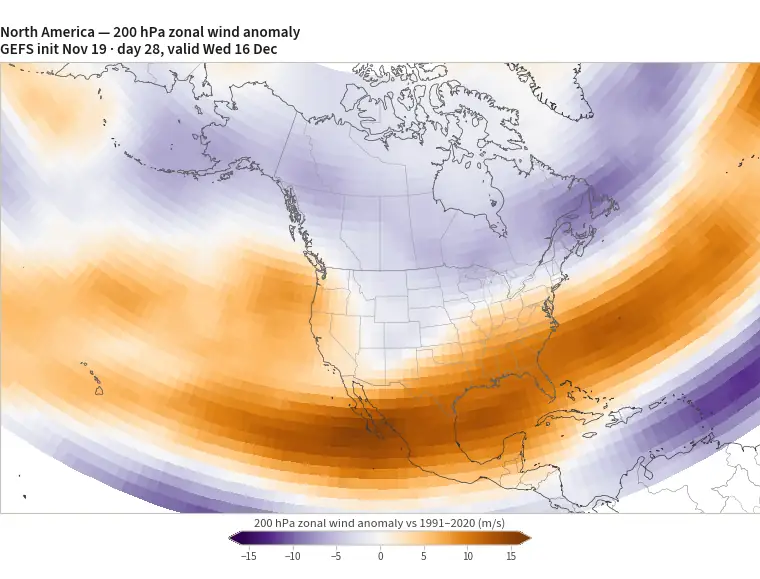 North America — 200 hPa zonal wind anomaly
GEFS init Nov 19 · day 28, valid Wed 16 Dec
200 hPa zonal wind anomaly vs 1991–2020 (m/s)
−15 −10 −5 0 5 10 15